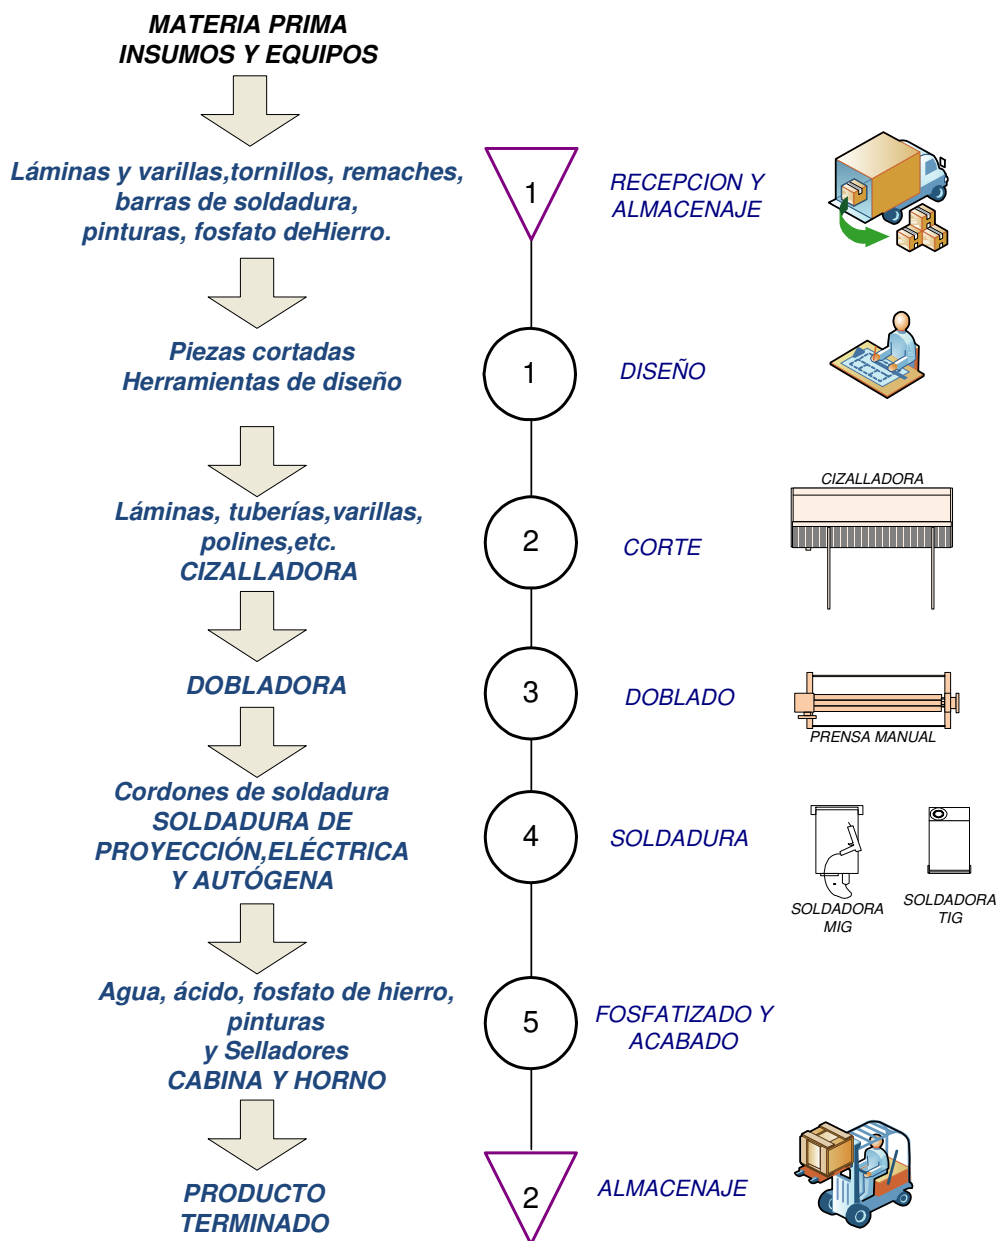 MATERIA PRIMA
INSUMOS Y EQUIPOS
Láminas y varillas,tornillos, remaches,
barras de soldadura,
pinturas, fosfato deHierro.
1
RECEPCION Y
ALMACENAJE
Piezas cortadas
Herramientas de diseño
1
DISEÑO
Láminas, tuberías,varillas,
polines,etc.
CIZALLADORA
2
CORTE
CIZALLADORA
DOBLADORA
3
DOBLADO
PRENSA MANUAL
Cordones de soldadura
SOLDADURA DE
PROYECCIÓN,ELÉCTRICA
Y AUTÓGENA
4
SOLDADURA
SOLDADORA
MIG
SOLDADORA
TIG
Agua, ácido, fosfato de hierro,
pinturas
y Selladores
CABINA Y HORNO
5
FOSFATIZADO Y
ACABADO
PRODUCTO
TERMINADO
2
ALMACENAJE